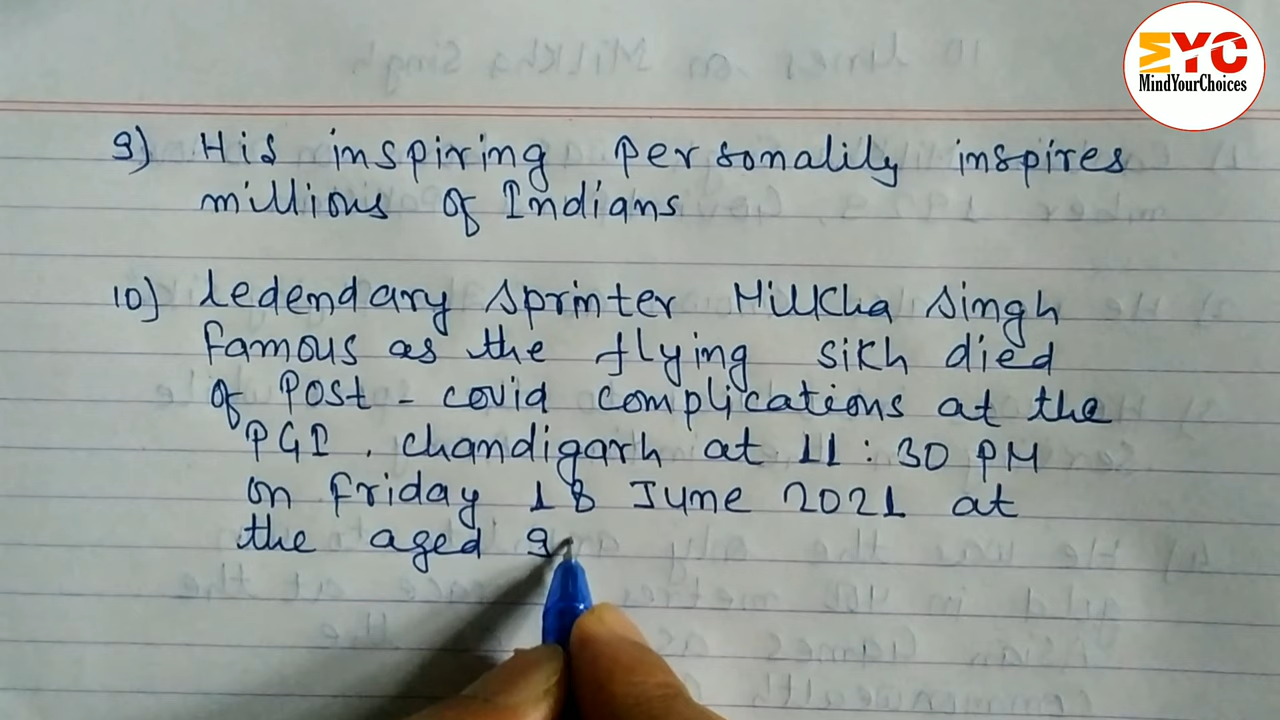 MYC
MindYourChoices
9) His inspiring personality inspires
millions of Indians
10) Ledendary sprinter Milkha Singh
famous as the flying sikh died
of Post - covid complications at the
PGI . chandigarh at 11 : 30 PM
on friday 18 June 2021 at
the aged 9